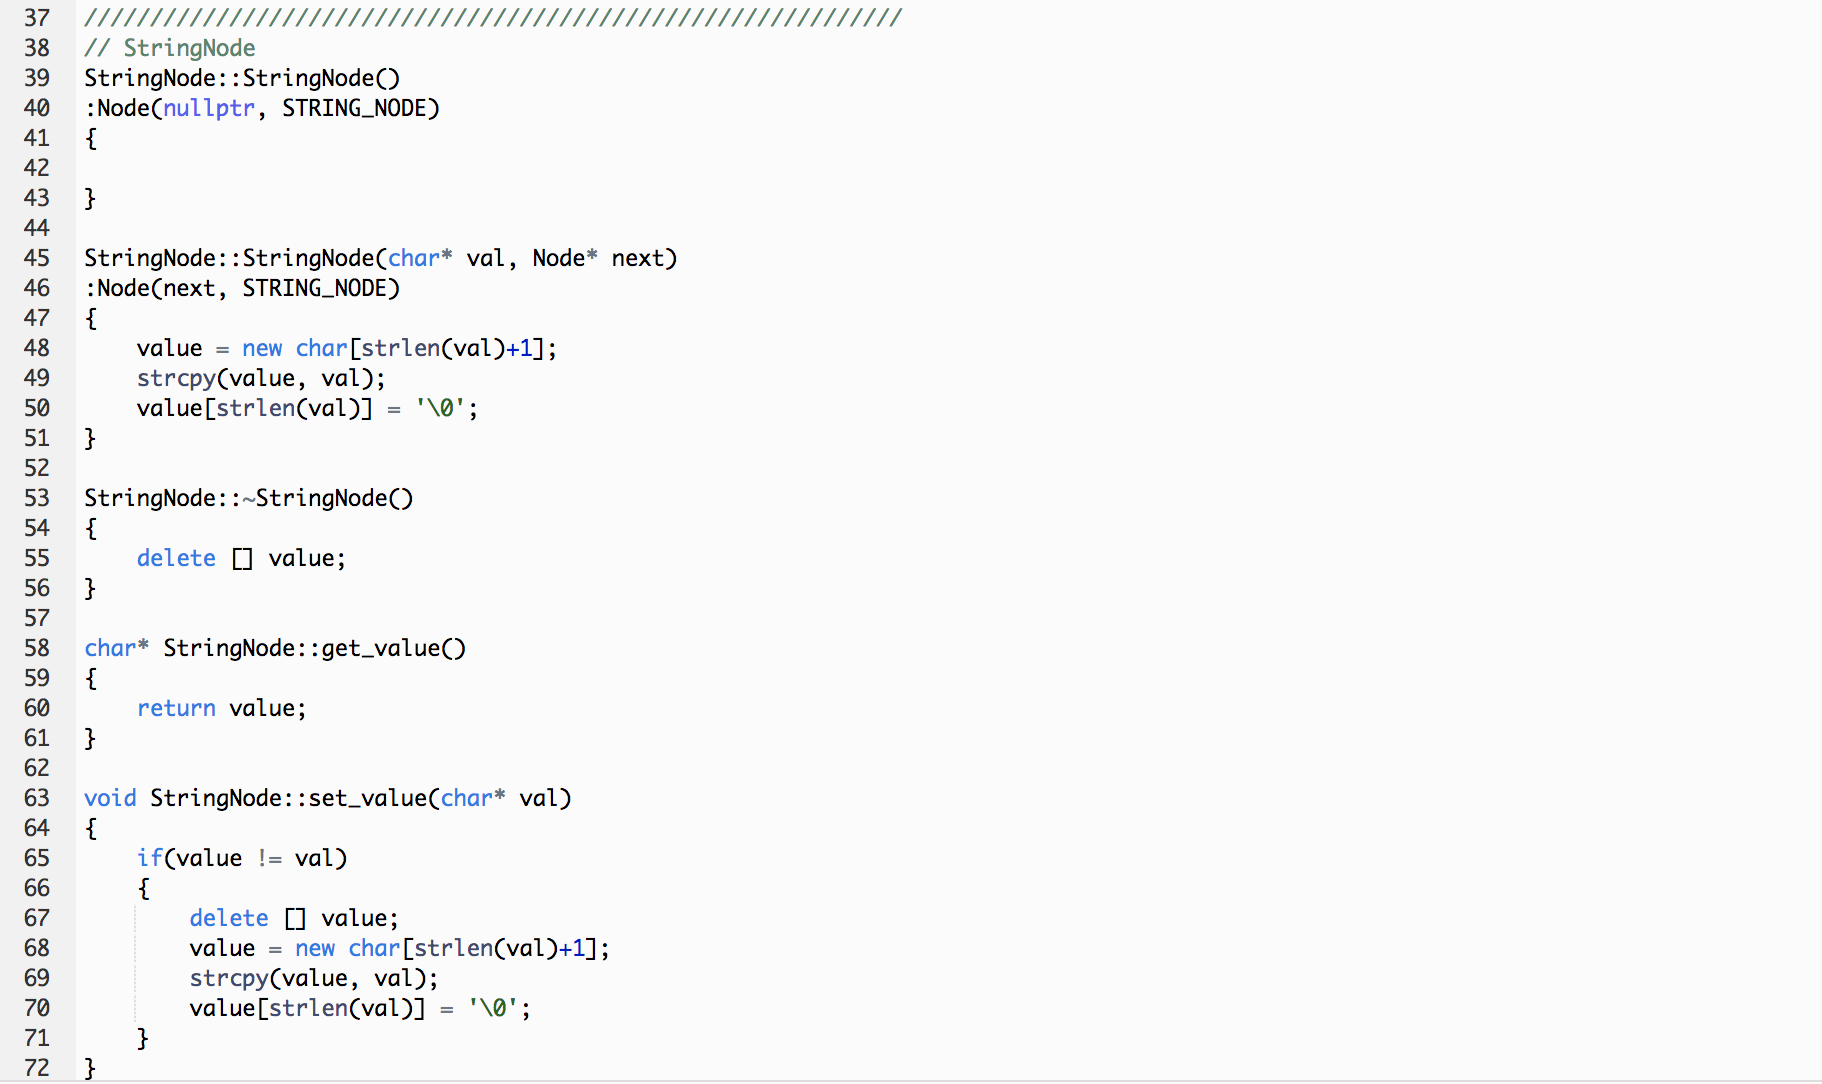 37 //////////////////////////////////////////////////////////////
38 // StringNode
39 StringNode::StringNode()
40 :Node(nullptr, STRING_NODE)
41 {
42
43 }
44
45 StringNode::StringNode(char* val, Node* next)
46 :Node(next, STRING_NODE)
47 {
48     value = new char[strlen(val)+1];
49     strcpy(value, val);
50     value[strlen(val)] = '\0';
51 }
52
53 StringNode::~StringNode()
54 {
55     delete [] value;
56 }
57
58 char* StringNode::get_value()
59 {
60     return value;
61 }
62
63 void StringNode::set_value(char* val)
64 {
65     if(value != val)
66     {
67         delete [] value;
68         value = new char[strlen(val)+1];
69         strcpy(value, val);
70         value[strlen(val)] = '\0';
71     }
72 }